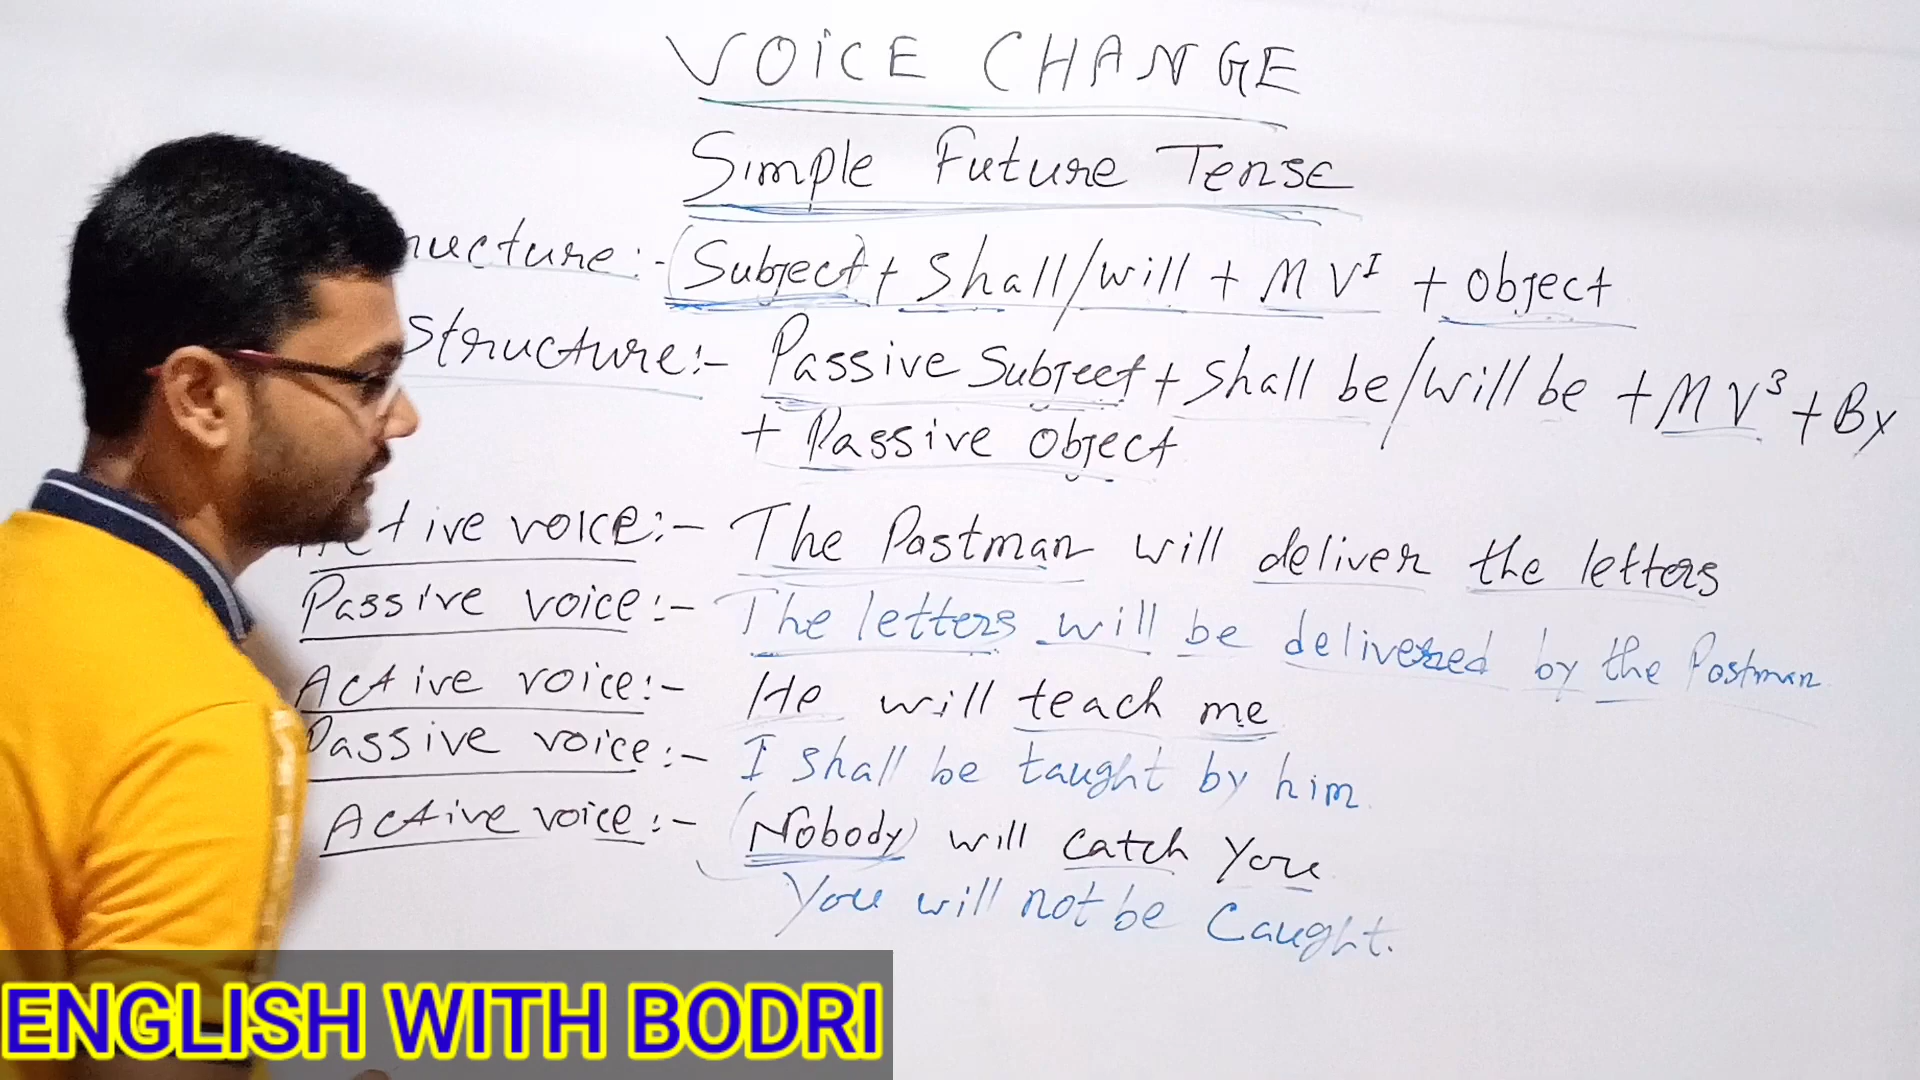 VOICE CHANGE
Simple Future Tense
ructure:- (Subject) + Shall/will + MV¹ + object
Structure:- Passive Subject + Shall be/will be + MV³ + By
+ Passive object
Active voice:- The Postman will deliver the letters
Passive voice:- The letters will be delivered by the Postman
Active voice:- He will teach me
Passive voice:- I shall be taught by him.
Active voice:- (Nobody) will catch you
You will not be Caught.
ENGLISH WITH BODRI